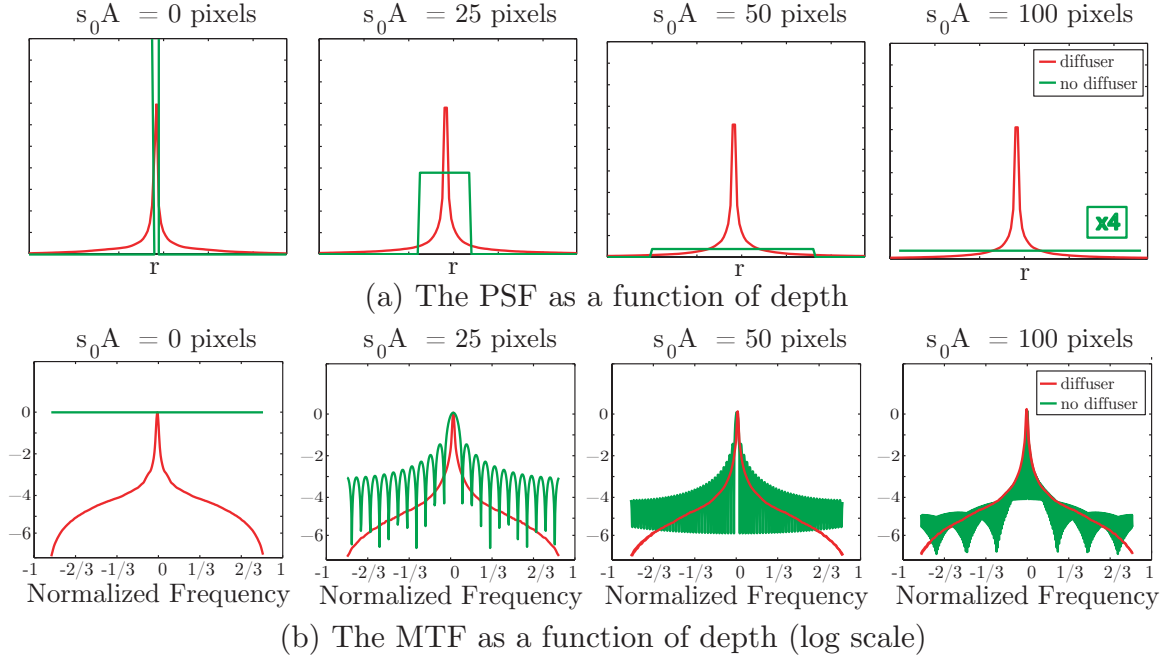 s₀A = 0 pixels
s₀A = 25 pixels
s₀A = 50 pixels
s₀A = 100 pixels
diffuser
no diffuser
x4
r
r
r
r
(a) The PSF as a function of depth
s₀A = 0 pixels
s₀A = 25 pixels
s₀A = 50 pixels
s₀A = 100 pixels
diffuser
no diffuser
0
−2
−4
−6
0
−2
−4
−6
0
−2
−4
−6
0
−2
−4
−6
-1 -2/3 -1/3 0 1/3 2/3 1
-1 -2/3 -1/3 0 1/3 2/3 1
-1 -2/3 -1/3 0 1/3 2/3 1
-1 -2/3 -1/3 0 1/3 2/3 1
Normalized Frequency
Normalized Frequency
Normalized Frequency
Normalized Frequency
(b) The MTF as a function of depth (log scale)